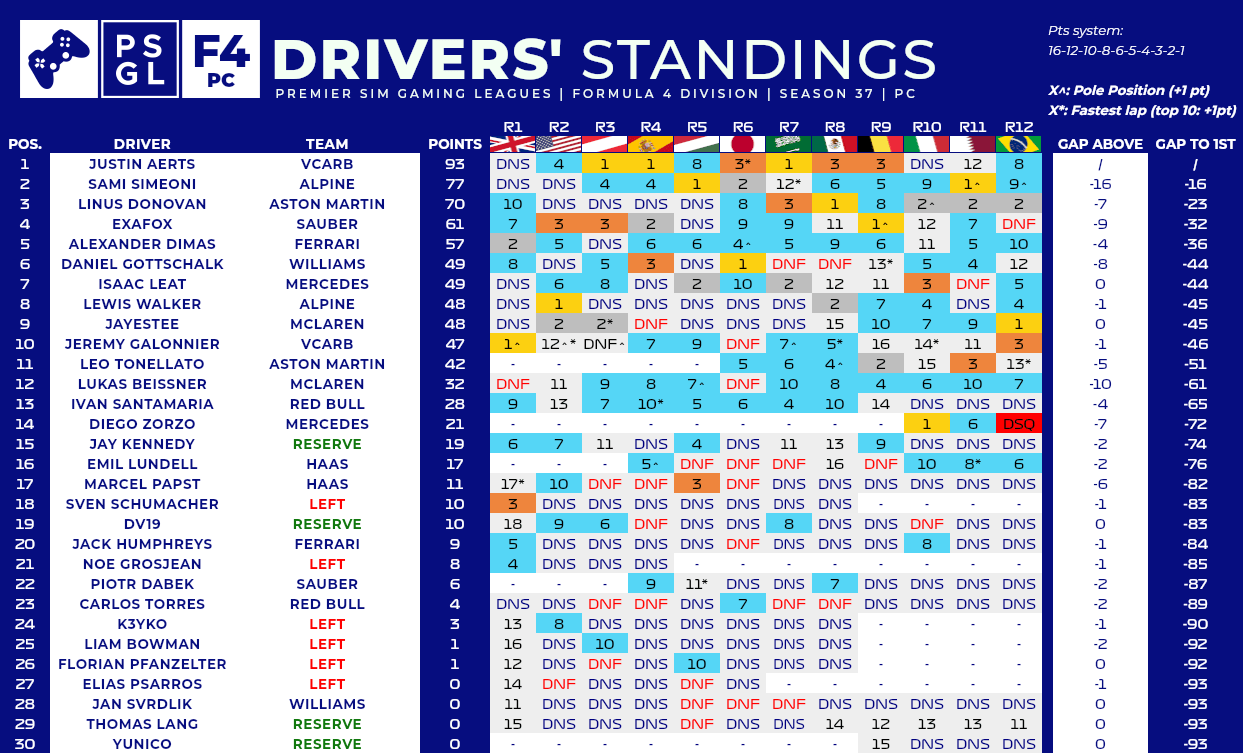 PS
GL
F4
PC
DRIVERS' STANDINGS
PREMIER SIM GAMING LEAGUES | FORMULA 4 DIVISION | SEASON 37 | PC
Pts system:
16-12-10-8-6-5-4-3-2-1
X^: Pole Position (+1 pt)
X*: Fastest lap (top 10: +1pt)
R1 R2 R3 R4 R5 R6 R7 R8 R9 R10 R11 R12
POS. DRIVER TEAM POINTS GAP ABOVE GAP TO 1ST
1 JUSTIN AERTS VCARB 93 DNS 4 1 1 8 3* 1 3 3 DNS 12 8 / /
2 SAMI SIMEONI ALPINE 77 DNS DNS 4 4 1 2 12* 6 5 9 1^ 9^ -16 -16
3 LINUS DONOVAN ASTON MARTIN 70 10 DNS DNS DNS DNS 8 3 1 8 2^ 2 2 -7 -23
4 EXAFOX SAUBER 61 7 3 3 2 DNS 9 9 11 1^ 12 7 DNF -9 -32
5 ALEXANDER DIMAS FERRARI 57 2 5 DNS 6 6 4^ 5 9 6 11 5 10 -4 -36
6 DANIEL GOTTSCHALK WILLIAMS 49 8 DNS 5 3 DNS 1 DNF DNF 13* 5 4 12 -8 -44
7 ISAAC LEAT MERCEDES 49 DNS 6 8 DNS 2 10 2 12 11 3 DNF 5 0 -44
8 LEWIS WALKER ALPINE 48 DNS 1 DNS DNS DNS DNS DNS 2 7 4 DNS 4 -1 -45
9 JAYESTEE MCLAREN 48 DNS 2 2* DNF DNS DNS DNS 15 10 7 9 1 0 -45
10 JEREMY GALONNIER VCARB 47 1^ 12^* DNF^ 7 9 DNF 7^ 5* 16 14* 11 3 -1 -46
11 LEO TONELLATO ASTON MARTIN 42 - - - - - 5 6 4^ 2 15 3 13* -5 -51
12 LUKAS BEISSNER MCLAREN 32 DNF 11 9 8 7^ DNF 10 8 4 6 10 7 -10 -61
13 IVAN SANTAMARIA RED BULL 28 9 13 7 10* 5 6 4 10 14 DNS DNS DNS -4 -65
14 DIEGO ZORZO MERCEDES 21 - - - - - - - - - 1 6 DSQ -7 -72
15 JAY KENNEDY RESERVE 19 6 7 11 DNS 4 DNS 11 13 9 DNS DNS DNS -2 -74
16 EMIL LUNDELL HAAS 17 - - - 5^ DNF DNF DNF 16 DNF 10 8* 6 -2 -76
17 MARCEL PAPST HAAS 11 17* 10 DNF DNF 3 DNF DNS DNS DNS DNS DNS DNS -6 -82
18 SVEN SCHUMACHER LEFT 10 3 DNS DNS DNS DNS DNS DNS DNS - - - - -1 -83
19 DV19 RESERVE 10 18 9 6 DNF DNS DNS 8 DNS DNS DNF DNS DNS 0 -83
20 JACK HUMPHREYS FERRARI 9 5 DNS DNS DNS DNS DNF DNS DNS DNS 8 DNS DNS -1 -84
21 NOE GROSJEAN LEFT 8 4 DNS DNS DNS - - - - - - - - -1 -85
22 PIOTR DABEK SAUBER 6 - - - 9 11* DNS DNS 7 DNS DNS DNS DNS -2 -87
23 CARLOS TORRES RED BULL 4 DNS DNS DNF DNF DNS 7 DNF DNF DNS DNS DNS DNS -2 -89
24 K3YKO LEFT 3 13 8 DNS DNS DNS DNS DNS DNS - - - - -1 -90
25 LIAM BOWMAN LEFT 1 16 DNS 10 DNS DNS DNS DNS DNS - - - - -2 -92
26 FLORIAN PFANZELTER LEFT 1 12 DNS DNF DNS 10 DNS DNS DNS - - - - 0 -92
27 ELIAS PSARROS LEFT 0 14 DNF DNS DNS DNF DNS - - - - - - -1 -93
28 JAN SVRDLIK WILLIAMS 0 11 DNS DNS DNS DNF DNF DNF DNS DNS DNS DNS DNS 0 -93
29 THOMAS LANG RESERVE 0 15 DNS DNS DNS DNF DNS DNS 14 12 13 13 11 0 -93
30 YUNICO RESERVE 0 - - - - - - - - 15 DNS DNS DNS 0 -93